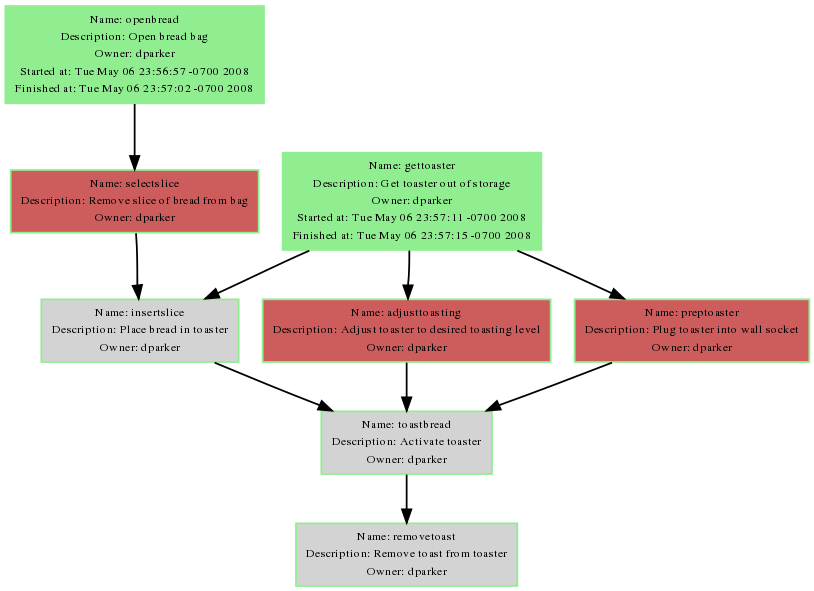 Name: openbread
Description: Open bread bag
Owner: dparker
Started at: Tue May 06 23:56:57 -0700 2008
Finished at: Tue May 06 23:57:02 -0700 2008
Name: selectslice
Description: Remove slice of bread from bag
Owner: dparker
Name: gettoaster
Description: Get toaster out of storage
Owner: dparker
Started at: Tue May 06 23:57:11 -0700 2008
Finished at: Tue May 06 23:57:15 -0700 2008
Name: insertslice
Description: Place bread in toaster
Owner: dparker
Name: adjusttoasting
Description: Adjust toaster to desired toasting level
Owner: dparker
Name: preptoaster
Description: Plug toaster into wall socket
Owner: dparker
Name: toastbread
Description: Activate toaster
Owner: dparker
Name: removetoast
Description: Remove toast from toaster
Owner: dparker